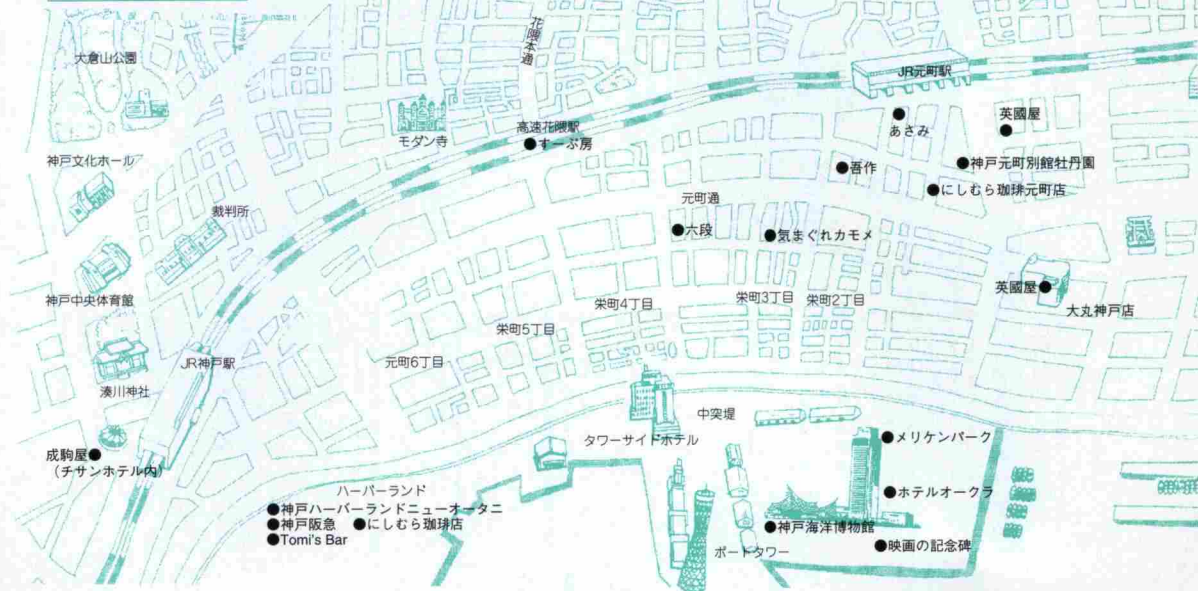 花隈本通
大倉山公園
JR元町駅
モダン寺
高速花隈駅
●すーぷ房
あさみ
英國屋
神戸文化ホール
●吾作
●神戸元町別館牡丹園
●にしむら珈琲元町店
元町通
裁判所
●六段
●気まぐれカモメ
神戸中央体育館
英國屋●
大丸神戸店
栄町4丁目
栄町3丁目
栄町2丁目
栄町5丁目
元町6丁目
JR神戸駅
湊川神社
中突堤
タワーサイドホテル
●メリケンパーク
成駒屋●
（チサンホテル内）
ハーバーランド
●神戸ハーバーランドニューオータニ
●神戸阪急 ●にしむら珈琲店
●Tomi's Bar
●ホテルオークラ
●神戸海洋博物館
●映画の記念碑
ポートタワー